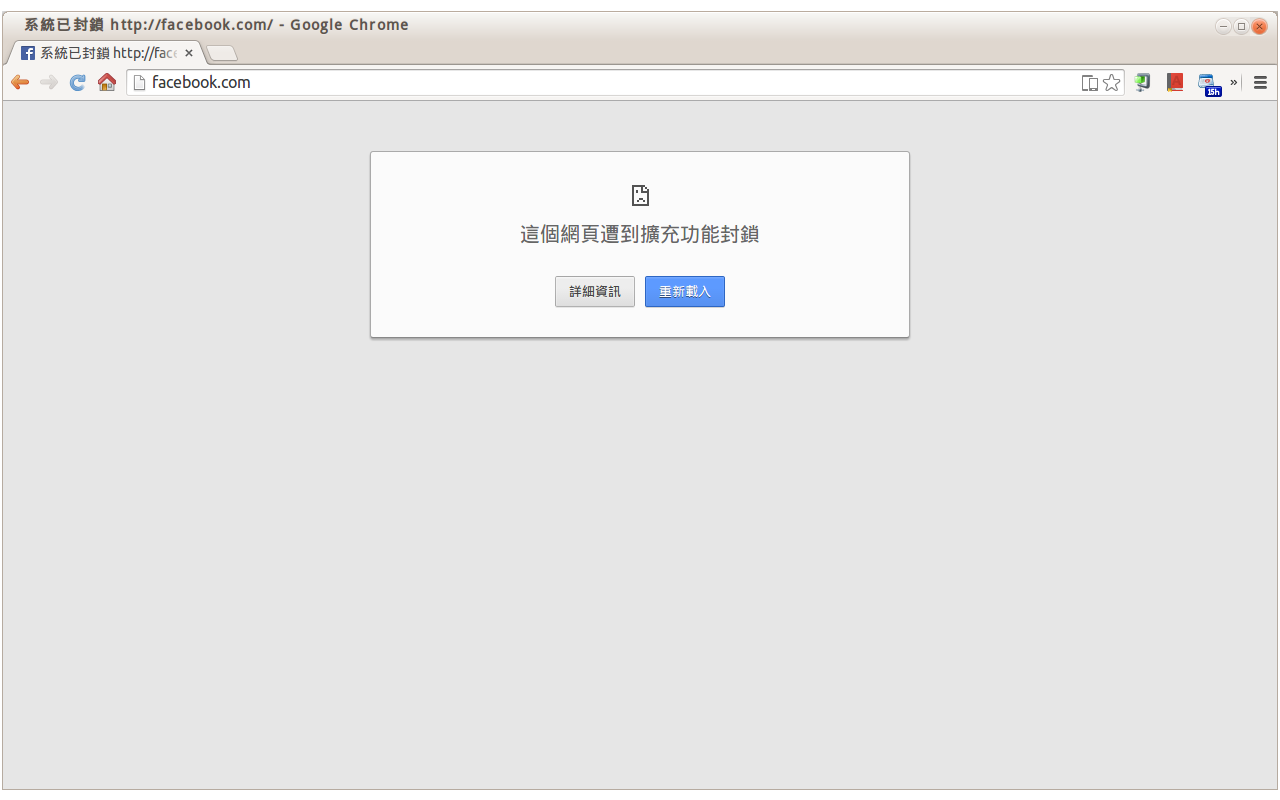 系統已封鎖 http://facebook.com/ - Google Chrome
系統已封鎖 http://fac
facebook.com
15h
»
這個網頁遭到擴充功能封鎖
詳細資訊
重新載入